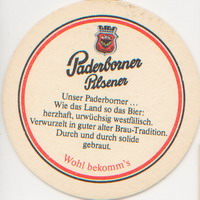 Paderborner
Pilsener
Unser Paderborner ...
Wie das Land so das Bier:
herzhaft, urwüchsig westfälisch.
Verwurzelt in guter alter Brau-Tradition.
Durch und durch solide
gebraut.
Wohl bekomm's